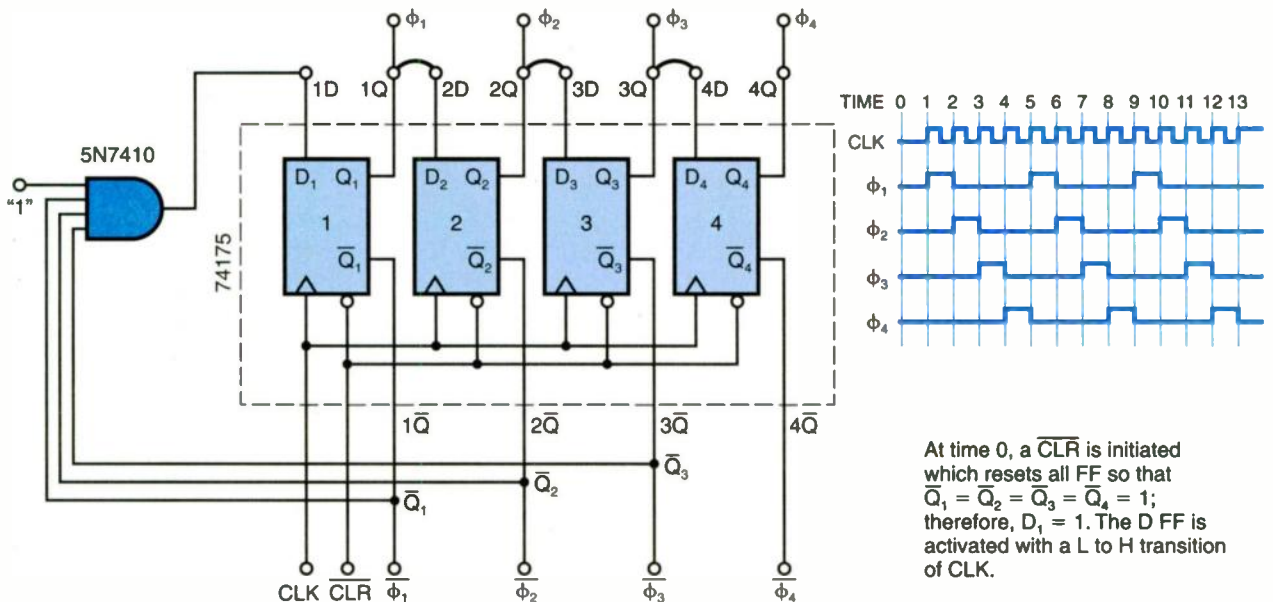 ϕ1 ϕ2 ϕ3 ϕ4
1D 1Q 2D 2Q 3D 3Q 4D 4Q
5N7410
"1"
74175
D1 Q1 D2 Q2 D3 Q3 D4 Q4
1 2 3 4
Q̅1 Q̅2 Q̅3 Q̅4
1Q̅ 2Q̅ 3Q̅ 4Q̅
Q̅3
Q̅2
Q̅1
CLK C̅L̅R̅ ϕ̅1 ϕ̅2 ϕ̅3 ϕ̅4
TIME 0 1 2 3 4 5 6 7 8 9 10 11 12 13
CLK
ϕ1
ϕ2
ϕ3
ϕ4
At time 0, a C̅L̅R̅ is initiated
which resets all FF so that
Q̅1 = Q̅2 = Q̅3 = Q̅4 = 1;
therefore, D1 = 1. The D FF is
activated with a L to H transition
of CLK.